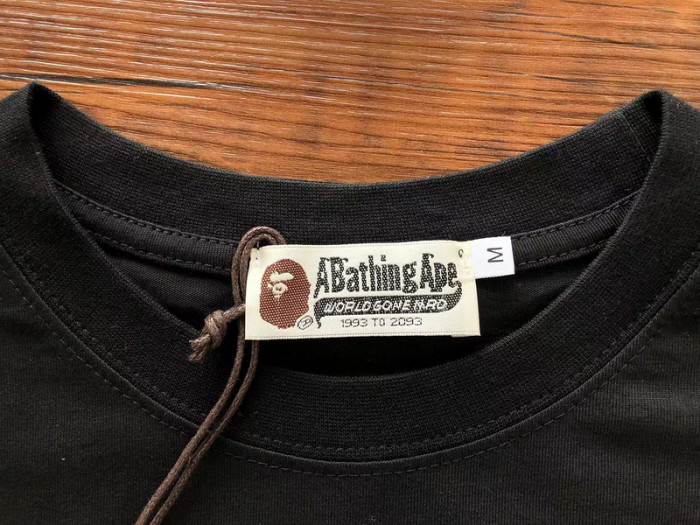 ABathing Ape
WORLD GONE MAD
1993 TO 2093
M